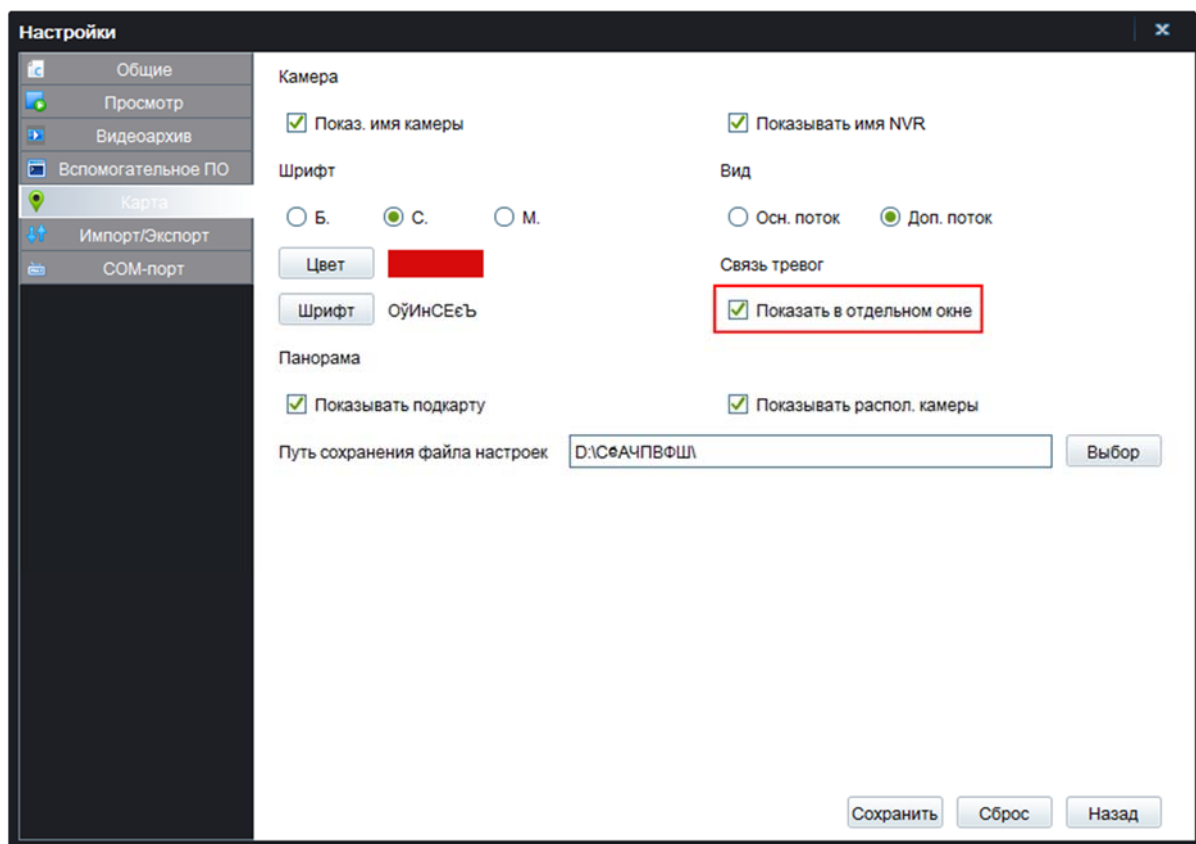 Настройки
Общие
Просмотр
Видеоархив
Вспомогательное ПО
Карта
Импорт/Экспорт
COM-порт
Камера
Показ. имя камеры
Показывать имя NVR
Шрифт
Вид
Б.
С.
М.
Осн. поток
Доп. поток
Цвет
Связь тревог
Шрифт
ОўИнСЕєЪ
Показать в отдельном окне
Панорама
Показывать подкарту
Показывать распол. камеры
Путь сохранения файла настроек
D:\СҼАЧПВФШ\
Выбор
Сохранить
Сброс
Назад